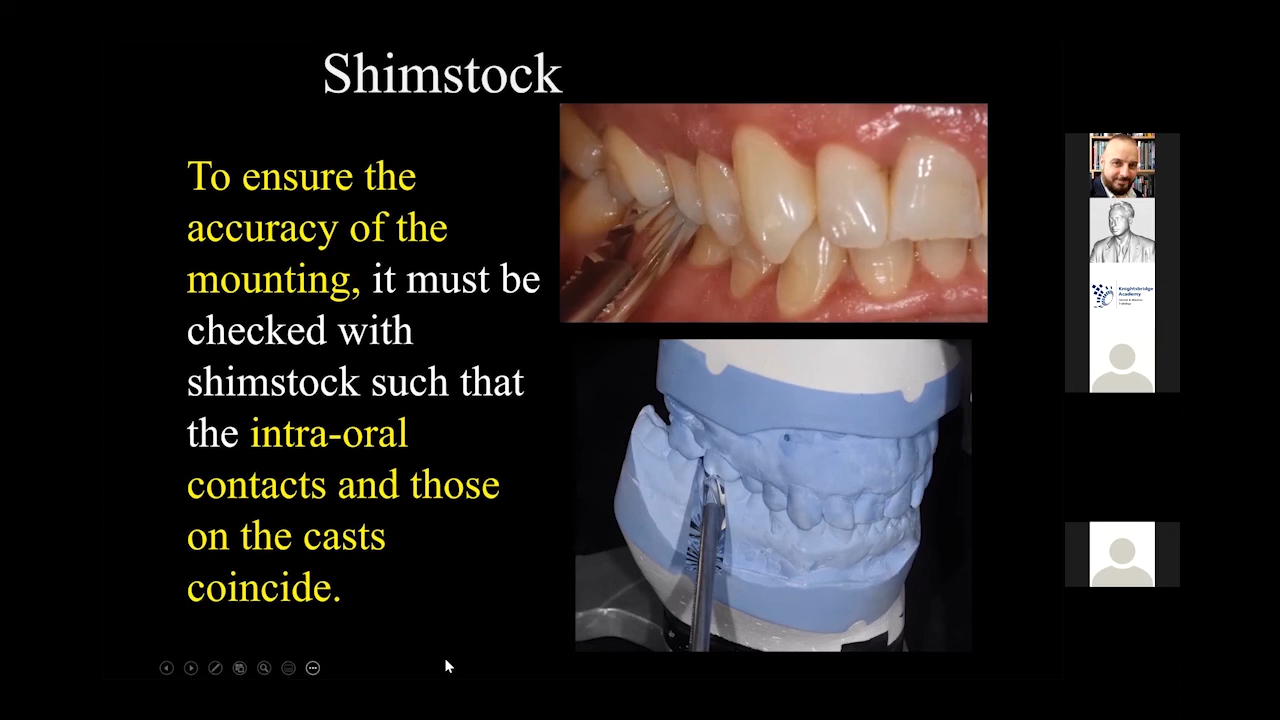 Shimstock
To ensure the
accuracy of the
mounting, it must be
checked with
shimstock such that
the intra-oral
contacts and those
on the casts
coincide.
Knightsbridge
Academy